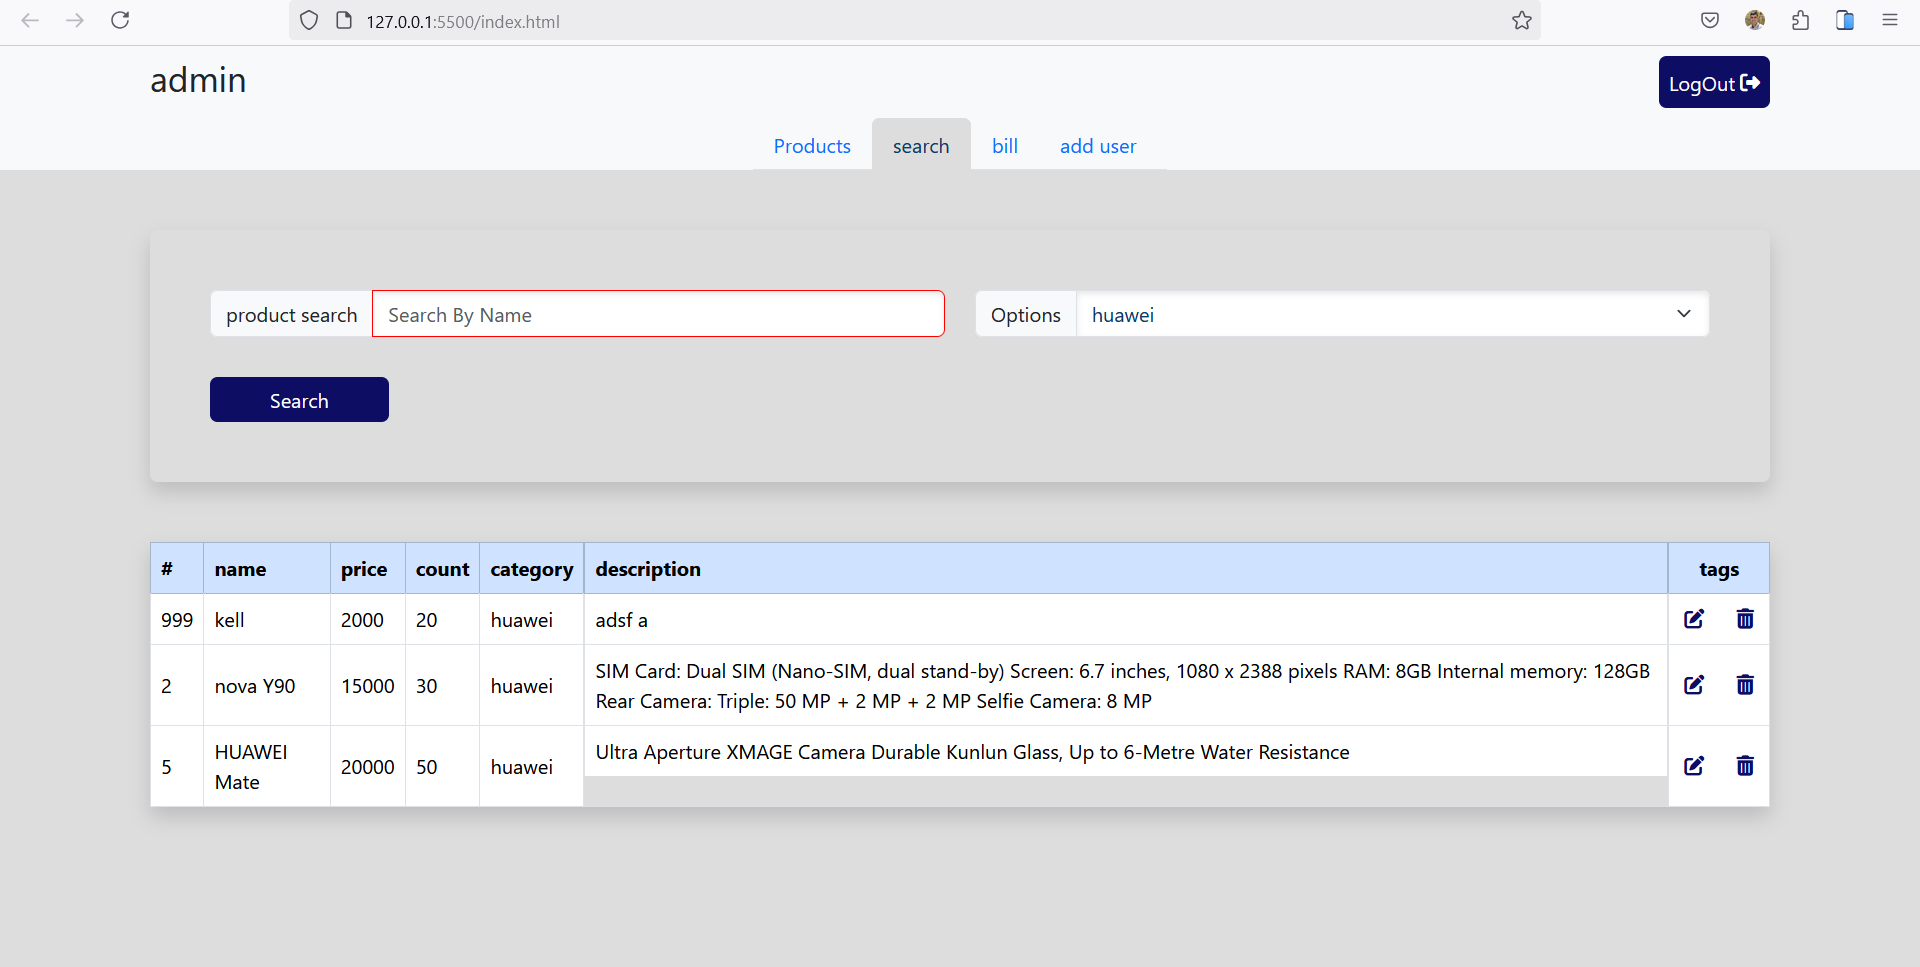 127.0.0.1:5500/index.html
admin
LogOut
Products search bill add user
product search Search By Name Options huawei
Search
# name price count category description tags
999 kell 2000 20 huawei adsf a
2 nova Y90 15000 30 huawei SIM Card: Dual SIM (Nano-SIM, dual stand-by) Screen: 6.7 inches, 1080 x 2388 pixels RAM: 8GB Internal memory: 128GB
Rear Camera: Triple: 50 MP + 2 MP + 2 MP Selfie Camera: 8 MP
5 HUAWEI
Mate 20000 50 huawei Ultra Aperture XMAGE Camera Durable Kunlun Glass, Up to 6-Metre Water Resistance